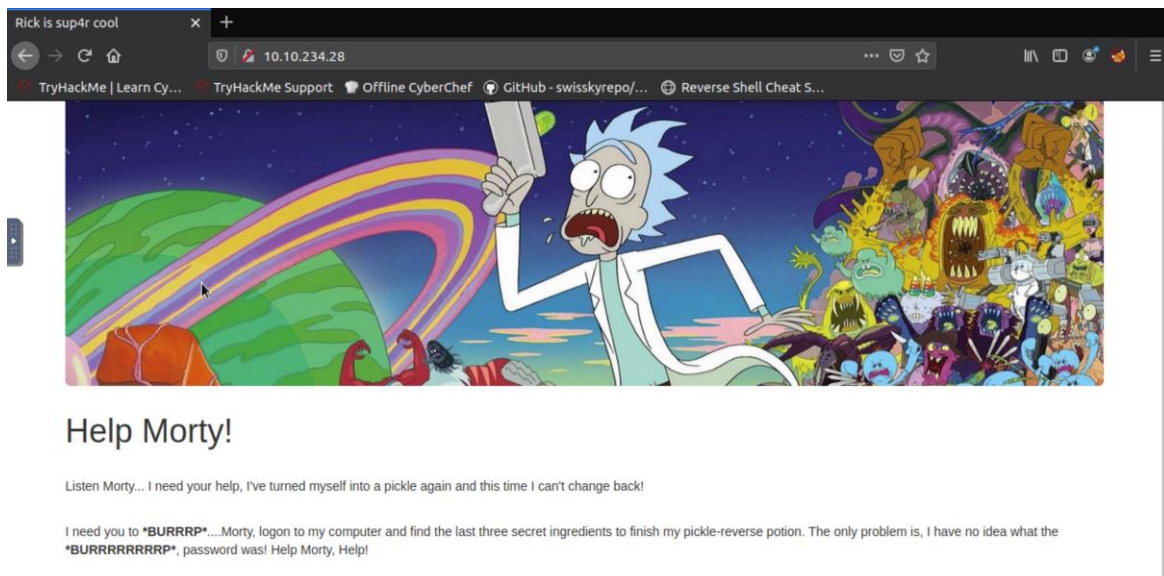 Rick is sup4r cool
10.10.234.28
TryHackMe | Learn Cy... TryHackMe Support Offline CyberChef GitHub - swisskyrepo/... Reverse Shell Cheat S...
Help Morty!
Listen Morty... I need your help, I've turned myself into a pickle again and this time I can't change back!
I need you to *BURRRP*....Morty, logon to my computer and find the last three secret ingredients to finish my pickle-reverse potion. The only problem is, I have no idea what the
*BURRRRRRRRP*, password was! Help Morty, Help!